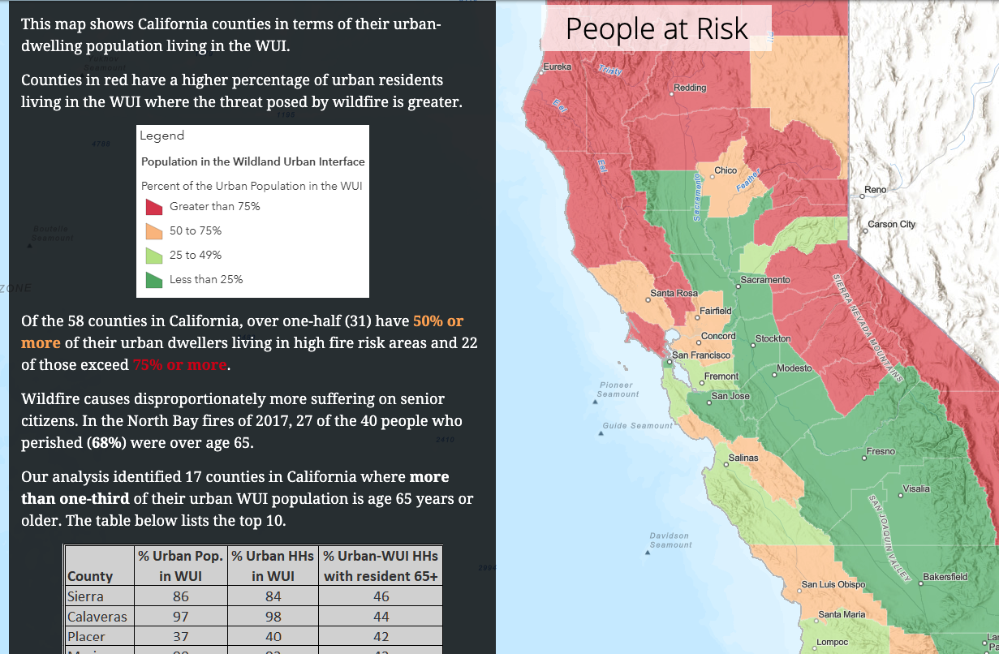 This map shows California counties in terms of their urban-
dwelling population living in the WUI.
Counties in red have a higher percentage of urban residents
living in the WUI where the threat posed by wildfire is greater.
Legend
Population in the Wildland Urban Interface
Percent of the Urban Population in the WUI
Greater than 75%
50 to 75%
25 to 49%
Less than 25%
Of the 58 counties in California, over one-half (31) have 50% or
more of their urban dwellers living in high fire risk areas and 22
of those exceed 75% or more.
Wildfire causes disproportionately more suffering on senior
citizens. In the North Bay fires of 2017, 27 of the 40 people who
perished (68%) were over age 65.
Our analysis identified 17 counties in California where more
than one-third of their urban WUI population is age 65 years or
older. The table below lists the top 10.
County % Urban Pop. in WUI % Urban HHs in WUI % Urban-WUI HHs with resident 65+
Sierra 86 84 46
Calaveras 97 98 44
Placer 37 40 42
People at Risk
Eureka
Trinity
Redding
Eel
Eel
Chico
Feather
Sacramento
Reno
Carson City
Sacramento
SIERRA NEVADA MOUNTAINS
Santa Rosa
Fairfield
Concord
Stockton
San Francisco
Modesto
Fremont
Pioneer
Seamount
San Jose
Guide Seamount
Salinas
Fresno
Visalia
SAN JOAQUIN VALLEY
Davidson
Seamount
Bakersfield
San Luis Obispo
Santa Maria
Lompoc
ZONE
4786
1195
2810